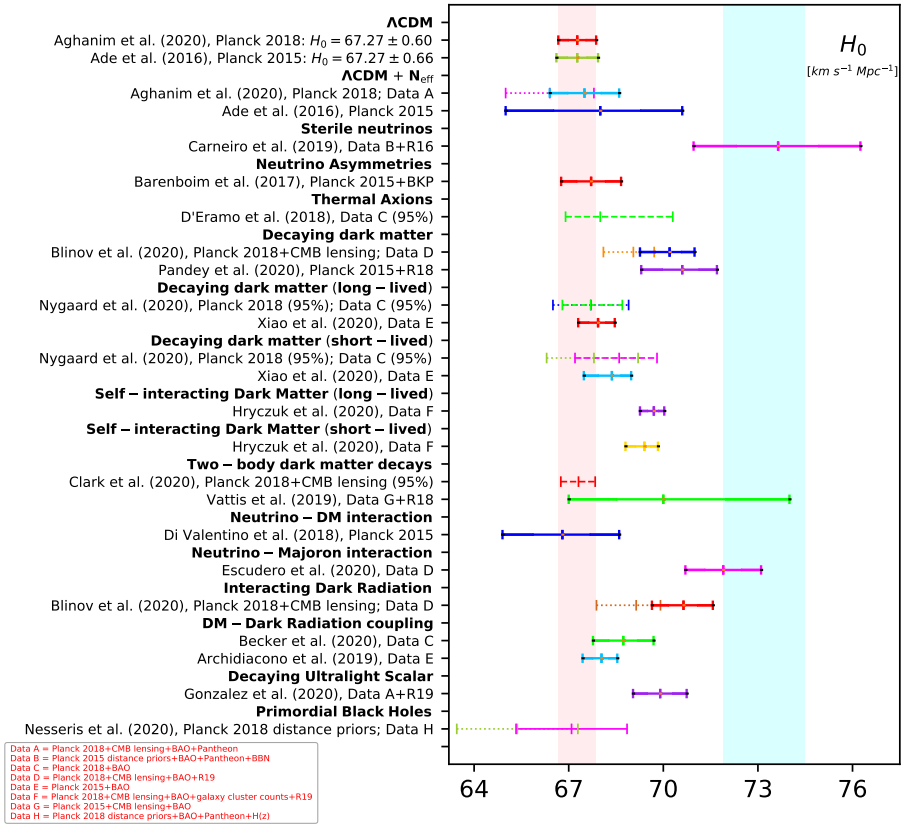 ΛCDM
Aghanim et al. (2020), Planck 2018: H₀ = 67.27 ± 0.60
Ade et al. (2016), Planck 2015: H₀ = 67.27 ± 0.66
ΛCDM + N_eff
Aghanim et al. (2020), Planck 2018; Data A
Ade et al. (2016), Planck 2015
Sterile neutrinos
Carneiro et al. (2019), Data B+R16
Neutrino Asymmetries
Barenboim et al. (2017), Planck 2015+BKP
Thermal Axions
D'Eramo et al. (2018), Data C (95%)
Decaying dark matter
Blinov et al. (2020), Planck 2018+CMB lensing; Data D
Pandey et al. (2020), Planck 2015+R18
Decaying dark matter (long−lived)
Nygaard et al. (2020), Planck 2018 (95%); Data C (95%)
Xiao et al. (2020), Data E
Decaying dark matter (short−lived)
Nygaard et al. (2020), Planck 2018 (95%); Data C (95%)
Xiao et al. (2020), Data E
Self−interacting Dark Matter (long−lived)
Hryczuk et al. (2020), Data F
Self−interacting Dark Matter (short−lived)
Hryczuk et al. (2020), Data F
Two−body dark matter decays
Clark et al. (2020), Planck 2018+CMB lensing (95%)
Vattis et al. (2019), Data G+R18
Neutrino−DM interaction
Di Valentino et al. (2018), Planck 2015
Neutrino−Majoron interaction
Escudero et al. (2020), Data D
Interacting Dark Radiation
Blinov et al. (2020), Planck 2018+CMB lensing; Data D
DM−Dark Radiation coupling
Becker et al. (2020), Data C
Archidiacono et al. (2019), Data E
Decaying Ultralight Scalar
Gonzalez et al. (2020), Data A+R19
Primordial Black Holes
Nesseris et al. (2020), Planck 2018 distance priors; Data H
H₀
[km s⁻¹ Mpc⁻¹]
64 67 70 73 76
Data A = Planck 2018+CMB lensing+BAO+Pantheon
Data B = Planck 2015 distance priors+BAO+Pantheon+BBN
Data C = Planck 2018+BAO
Data D = Planck 2018+CMB lensing+BAO+R19
Data E = Planck 2015+BAO
Data F = Planck 2018+CMB lensing+BAO+galaxy cluster counts+R19
Data G = Planck 2015+CMB lensing+BAO
Data H = Planck 2018 distance priors+BAO+Pantheon+H(z)